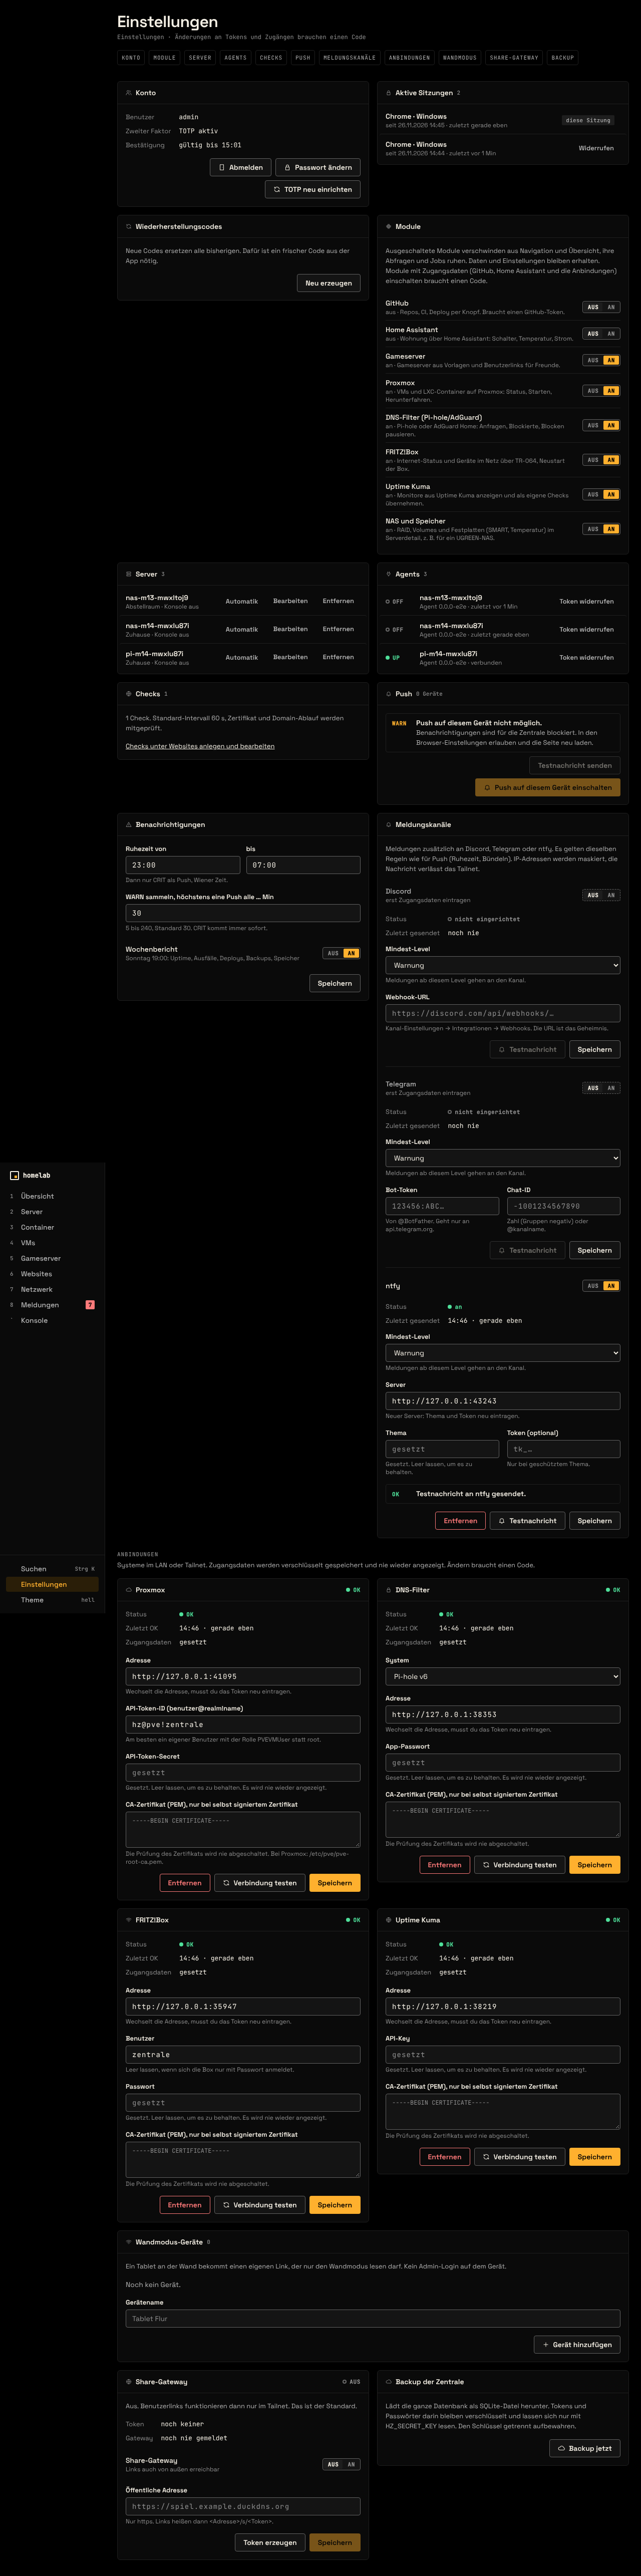 Einstellungen
Einstellungen · Änderungen an Tokens und Zugängen brauchen einen Code
KONTO
MODULE
SERVER
AGENTS
CHECKS
PUSH
MELDUNGSKANÄLE
ANBINDUNGEN
WANDMODUS
SHARE-GATEWAY
BACKUP
Konto
Benutzer admin
Zweiter Faktor TOTP aktiv
Bestätigung gültig bis 15:01
Abmelden
Passwort ändern
TOTP neu einrichten
Aktive Sitzungen 2
Chrome · Windows
seit 26.11.2026 14:45 · zuletzt gerade eben
diese Sitzung
Chrome · Windows
seit 26.11.2026 14:44 · zuletzt vor 1 Min
Widerrufen
Wiederherstellungscodes
Neue Codes ersetzen alle bisherigen. Dafür ist ein frischer Code aus der
App nötig.
Neu erzeugen
Module
Ausgeschaltete Module verschwinden aus Navigation und Übersicht, ihre
Abfragen und Jobs ruhen. Daten und Einstellungen bleiben erhalten.
Module mit Zugangsdaten (GitHub, Home Assistant und die Anbindungen)
einschalten braucht einen Code.
GitHub
aus · Repos, CI, Deploy per Knopf. Braucht einen GitHub-Token.
AUS AN
Home Assistant
aus · Wohnung über Home Assistant: Schalter, Temperatur, Strom.
AUS AN
Gameserver
an · Gameserver aus Vorlagen und Benutzerlinks für Freunde.
AUS AN
Proxmox
an · VMs und LXC-Container auf Proxmox: Status, Starten,
Herunterfahren.
AUS AN
DNS-Filter (Pi-hole/AdGuard)
an · Pi-hole oder AdGuard Home: Anfragen, Blockierte, Blocken
pausieren.
AUS AN
FRITZ!Box
an · Internet-Status und Geräte im Netz über TR-064, Neustart
der Box.
AUS AN
Uptime Kuma
an · Monitore aus Uptime Kuma anzeigen und als eigene Checks
übernehmen.
AUS AN
NAS und Speicher
an · RAID, Volumes und Festplatten (SMART, Temperatur) im
Serverdetail, z. B. für ein UGREEN-NAS.
AUS AN
Server 3
nas-m13-mwxltoj9
Abstellraum · Konsole aus
Automatik Bearbeiten Entfernen
nas-m14-mwxlu87i
Zuhause · Konsole aus
Automatik Bearbeiten Entfernen
pi-m14-mwxlu87i
Zuhause · Konsole aus
Automatik Bearbeiten Entfernen
Agents 3
OFF
nas-m13-mwxltoj9
Agent 0.0.0-e2e · zuletzt vor 1 Min
Token widerrufen
OFF
nas-m14-mwxlu87i
Agent 0.0.0-e2e · zuletzt gerade eben
Token widerrufen
UP
pi-m14-mwxlu87i
Agent 0.0.0-e2e · verbunden
Token widerrufen
Checks 1
1 Check. Standard-Intervall 60 s, Zertifikat und Domain-Ablauf werden
mitgeprüft.
Checks unter Websites anlegen und bearbeiten
Push 0 Geräte
WARN
Push auf diesem Gerät nicht möglich.
Benachrichtigungen sind für die Zentrale blockiert. In den
Browser-Einstellungen erlauben und die Seite neu laden.
Testnachricht senden
Push auf diesem Gerät einschalten
Benachrichtigungen
Ruhezeit von bis
23:00 07:00
Dann nur CRIT als Push, Wiener Zeit.
WARN sammeln, höchstens eine Push alle … Min
30
5 bis 240, Standard 30. CRIT kommt immer sofort.
Wochenbericht
Sonntag 19:00: Uptime, Ausfälle, Deploys, Backups, Speicher
AUS AN
Speichern
Meldungskanäle
Meldungen zusätzlich an Discord, Telegram oder ntfy. Es gelten dieselben
Regeln wie für Push (Ruhezeit, Bündeln). IP-Adressen werden maskiert, die
Nachricht verlässt das Tailnet.
Discord
erst Zugangsdaten eintragen
AUS AN
Status nicht eingerichtet
Zuletzt gesendet noch nie
Mindest-Level
Warnung
Meldungen ab diesem Level gehen an den Kanal.
Webhook-URL
https://discord.com/api/webhooks/…
Kanal-Einstellungen → Integrationen → Webhooks. Die URL ist das Geheimnis.
Testnachricht
Speichern
Telegram
erst Zugangsdaten eintragen
AUS AN
Status nicht eingerichtet
Zuletzt gesendet noch nie
Mindest-Level
Warnung
Meldungen ab diesem Level gehen an den Kanal.
Bot-Token Chat-ID
123456:ABC… -1001234567890
Von @BotFather. Geht nur an
api.telegram.org.
Zahl (Gruppen negativ) oder
@kanalname.
Testnachricht
Speichern
ntfy
AUS AN
Status an
Zuletzt gesendet 14:46 · gerade eben
Mindest-Level
Warnung
Meldungen ab diesem Level gehen an den Kanal.
Server
http://127.0.0.1:43243
Neuer Server: Thema und Token neu eintragen.
Thema Token (optional)
gesetzt tk_…
Gesetzt. Leer lassen, um es zu
behalten.
Nur bei geschütztem Thema.
OK Testnachricht an ntfy gesendet.
Entfernen
Testnachricht
Speichern
homelab
1 Übersicht
2 Server
3 Container
4 VMs
5 Gameserver
6 Websites
7 Netzwerk
8 Meldungen 7
Konsole
Suchen Strg K
Einstellungen
Theme hell
ANBINDUNGEN
Systeme im LAN oder Tailnet. Zugangsdaten werden verschlüsselt gespeichert und nie wieder angezeigt. Ändern braucht einen Code.
Proxmox OK
Status OK
Zuletzt OK 14:46 · gerade eben
Zugangsdaten gesetzt
Adresse
http://127.0.0.1:41095
Wechselt die Adresse, musst du das Token neu eintragen.
API-Token-ID (benutzer@realm!name)
hz@pve!zentrale
Am besten ein eigener Benutzer mit der Rolle PVEVMUser statt root.
API-Token-Secret
gesetzt
Gesetzt. Leer lassen, um es zu behalten. Es wird nie wieder angezeigt.
CA-Zertifikat (PEM), nur bei selbst signiertem Zertifikat
-----BEGIN CERTIFICATE-----
Die Prüfung des Zertifikats wird nie abgeschaltet. Bei Proxmox: /etc/pve/pve-
root-ca.pem.
Entfernen
Verbindung testen
Speichern
DNS-Filter OK
Status OK
Zuletzt OK 14:46 · gerade eben
Zugangsdaten gesetzt
System
Pi-hole v6
Adresse
http://127.0.0.1:38353
Wechselt die Adresse, musst du das Token neu eintragen.
App-Passwort
gesetzt
Gesetzt. Leer lassen, um es zu behalten. Es wird nie wieder angezeigt.
CA-Zertifikat (PEM), nur bei selbst signiertem Zertifikat
-----BEGIN CERTIFICATE-----
Die Prüfung des Zertifikats wird nie abgeschaltet.
Entfernen
Verbindung testen
Speichern
FRITZ!Box OK
Status OK
Zuletzt OK 14:46 · gerade eben
Zugangsdaten gesetzt
Adresse
http://127.0.0.1:35947
Wechselt die Adresse, musst du das Token neu eintragen.
Benutzer
zentrale
Leer lassen, wenn sich die Box nur mit Passwort anmeldet.
Passwort
gesetzt
Gesetzt. Leer lassen, um es zu behalten. Es wird nie wieder angezeigt.
CA-Zertifikat (PEM), nur bei selbst signiertem Zertifikat
-----BEGIN CERTIFICATE-----
Die Prüfung des Zertifikats wird nie abgeschaltet.
Entfernen
Verbindung testen
Speichern
Uptime Kuma OK
Status OK
Zuletzt OK 14:46 · gerade eben
Zugangsdaten gesetzt
Adresse
http://127.0.0.1:38219
Wechselt die Adresse, musst du das Token neu eintragen.
API-Key
gesetzt
Gesetzt. Leer lassen, um es zu behalten. Es wird nie wieder angezeigt.
CA-Zertifikat (PEM), nur bei selbst signiertem Zertifikat
-----BEGIN CERTIFICATE-----
Die Prüfung des Zertifikats wird nie abgeschaltet.
Entfernen
Verbindung testen
Speichern
Wandmodus-Geräte 0
Ein Tablet an der Wand bekommt einen eigenen Link, der nur den Wandmodus lesen darf. Kein Admin-Login auf dem Gerät.
Noch kein Gerät.
Gerätename
Tablet Flur
Gerät hinzufügen
Share-Gateway AUS
Aus. Benutzerlinks funktionieren dann nur im Tailnet. Das ist der Standard.
Token noch keiner
Gateway noch nie gemeldet
Share-Gateway
Links auch von außen erreichbar
AUS AN
Öffentliche Adresse
https://spiel.example.duckdns.org
Nur https. Links heißen dann <Adresse>/s/<Token>.
Token erzeugen
Speichern
Backup der Zentrale
Lädt die ganze Datenbank als SQLite-Datei herunter. Tokens und
Passwörter darin bleiben verschlüsselt und lassen sich nur mit
HZ_SECRET_KEY lesen. Den Schlüssel getrennt aufbewahren.
Backup jetzt